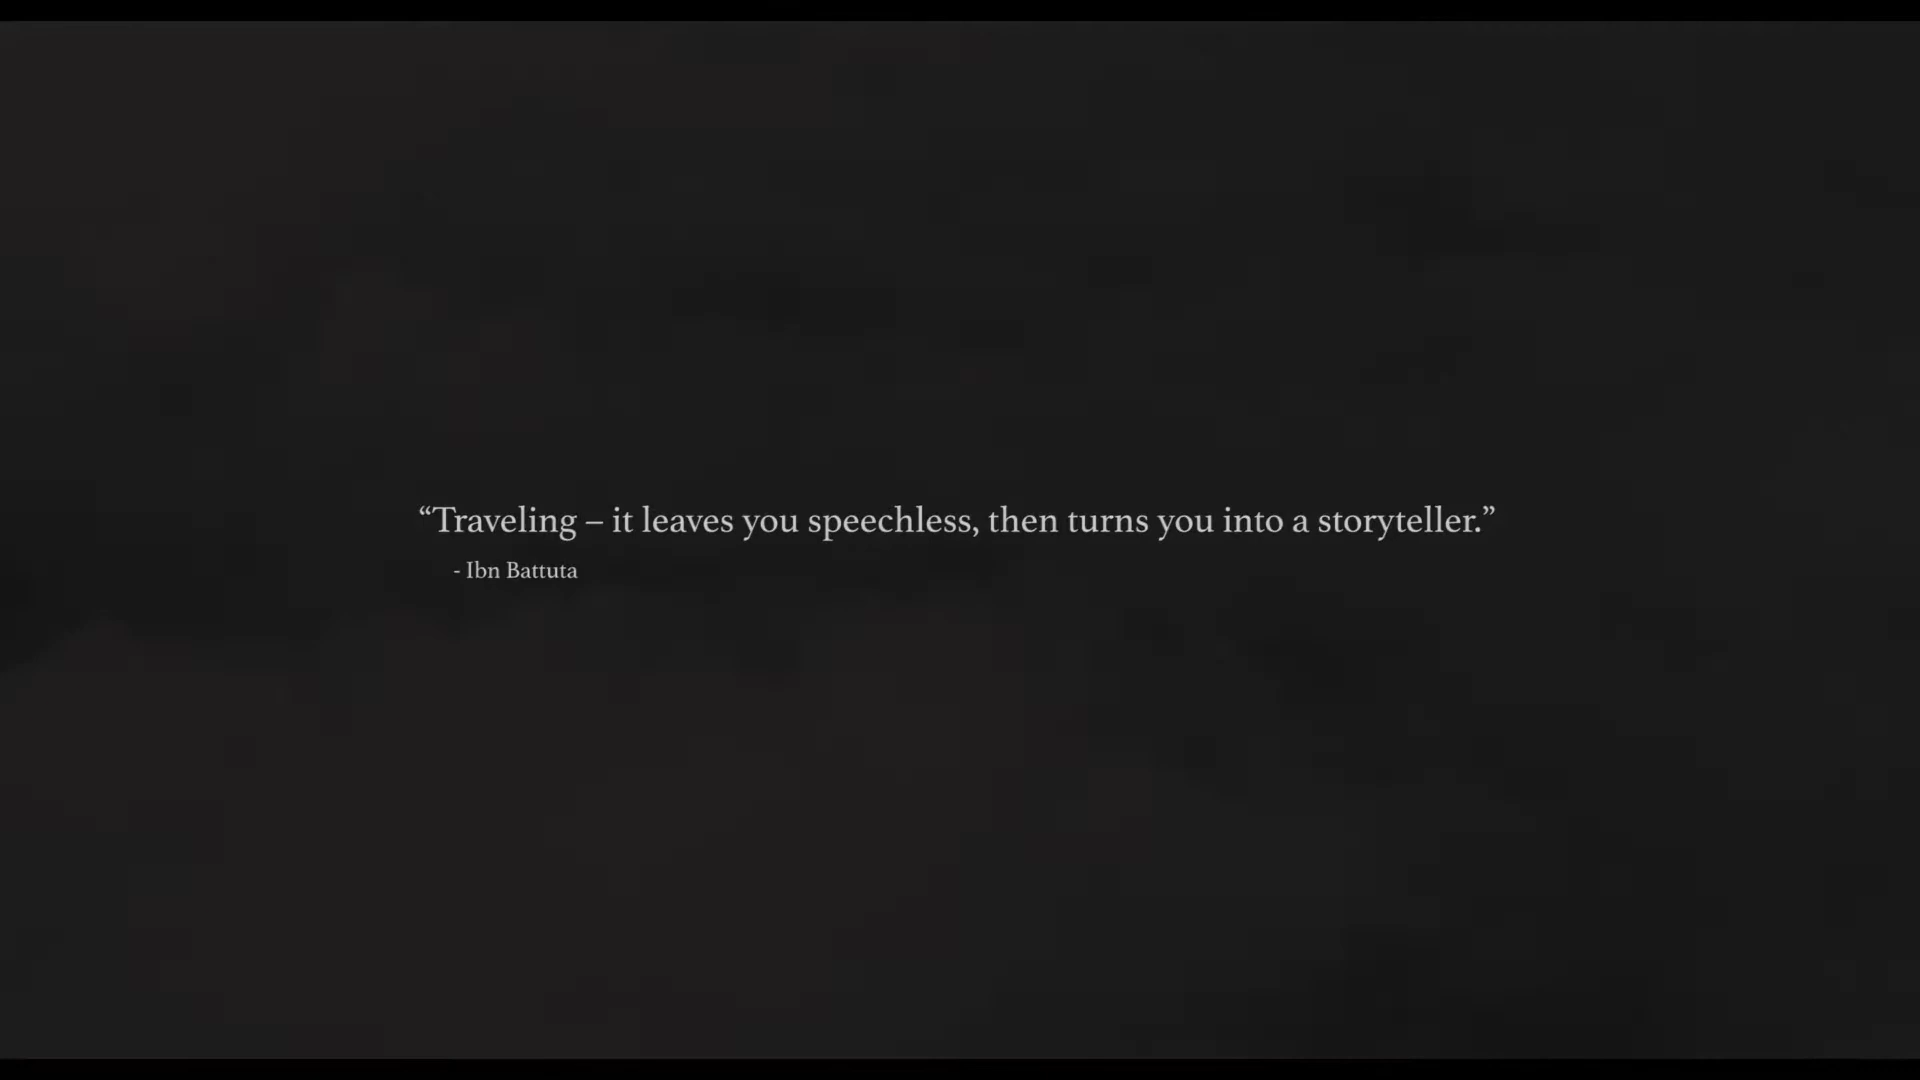 “Traveling – it leaves you speechless, then turns you into a storyteller.”
- Ibn Battuta